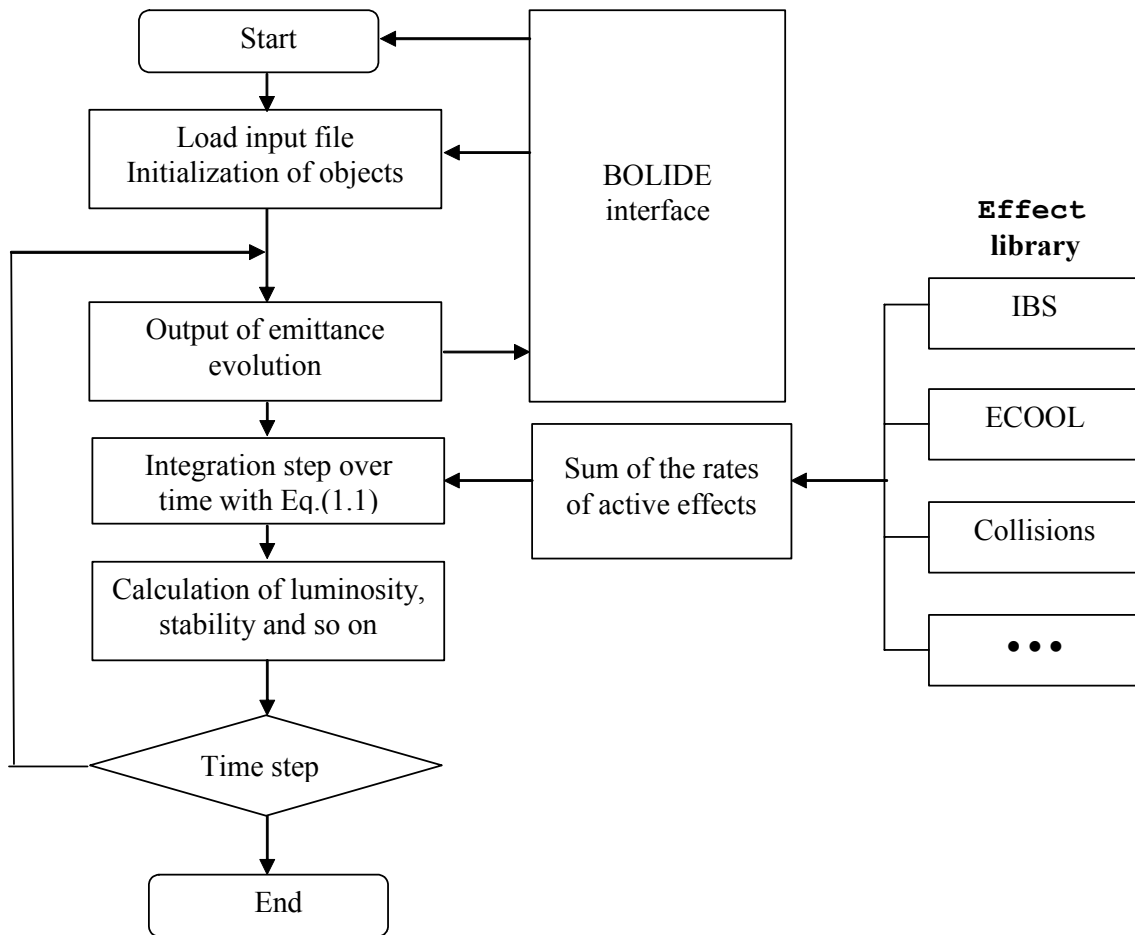 Start
Load input file
Initialization of objects
BOLIDE
interface
Effect
library
IBS
Output of emittance
evolution
ECOOL
Integration step over
time with Eq.(1.1)
Sum of the rates
of active effects
Collisions
Calculation of luminosity,
stability and so on
•••
Time step
End